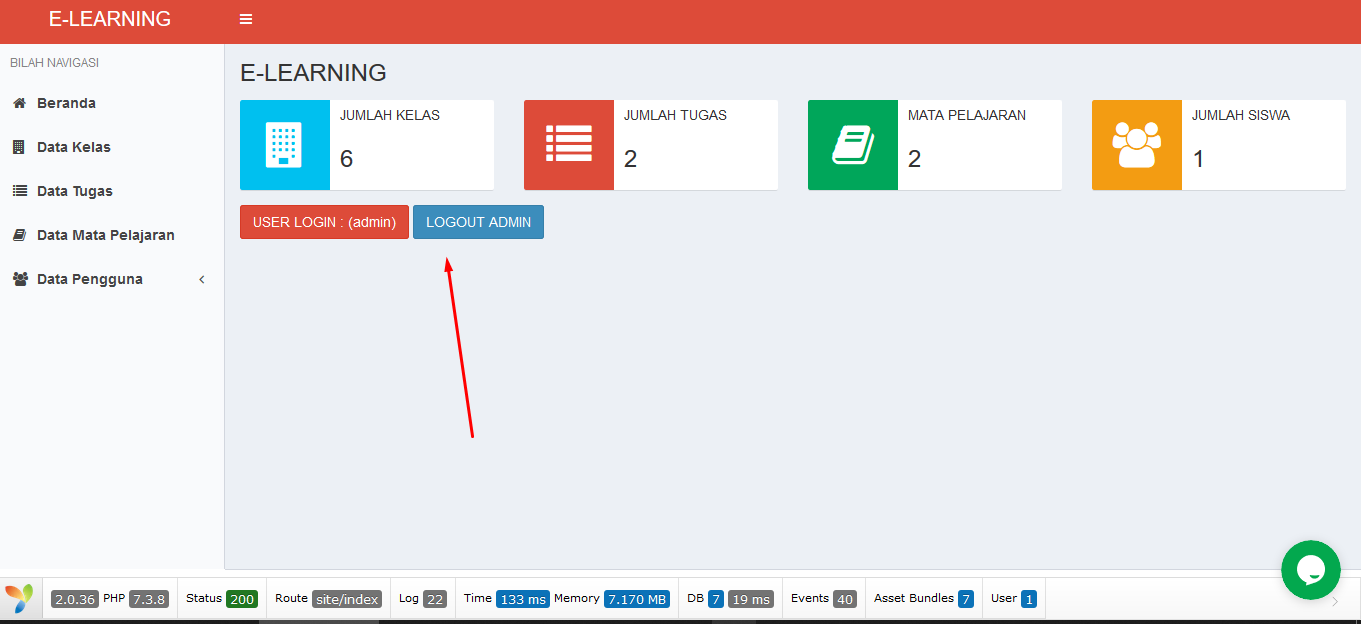 E-LEARNING
BILAH NAVIGASI
Beranda
Data Kelas
Data Tugas
Data Mata Pelajaran
Data Pengguna
E-LEARNING
JUMLAH KELAS
6
JUMLAH TUGAS
2
MATA PELAJARAN
2
JUMLAH SISWA
1
USER LOGIN : (admin) LOGOUT ADMIN
2.0.36 PHP 7.3.8 Status 200 Route site/index Log 22 Time 133 ms Memory 7.170 MB DB 7 19 ms Events 40 Asset Bundles 7 User 1